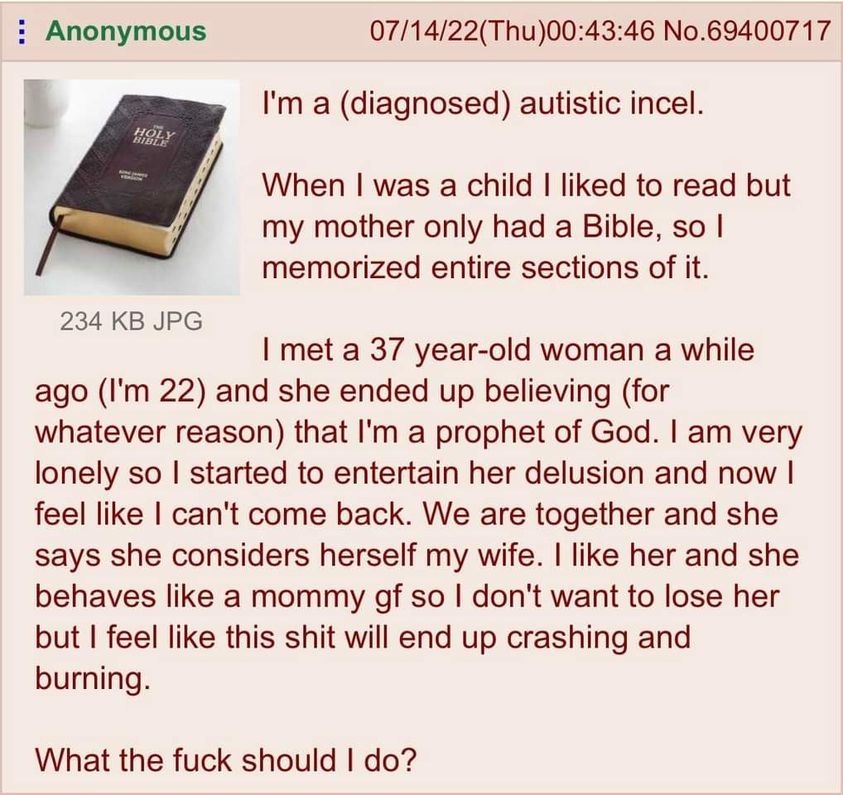 Anonymous 07/14/22(Thu)00:43:46 No.69400717
THE
HOLY
BIBLE
KING JAMES
VERSION
234 KB JPG
I'm a (diagnosed) autistic incel.
When I was a child I liked to read but
my mother only had a Bible, so I
memorized entire sections of it.
I met a 37 year-old woman a while
ago (I'm 22) and she ended up believing (for
whatever reason) that I'm a prophet of God. I am very
lonely so I started to entertain her delusion and now I
feel like I can't come back. We are together and she
says she considers herself my wife. I like her and she
behaves like a mommy gf so I don't want to lose her
but I feel like this shit will end up crashing and
burning.
What the fuck should I do?